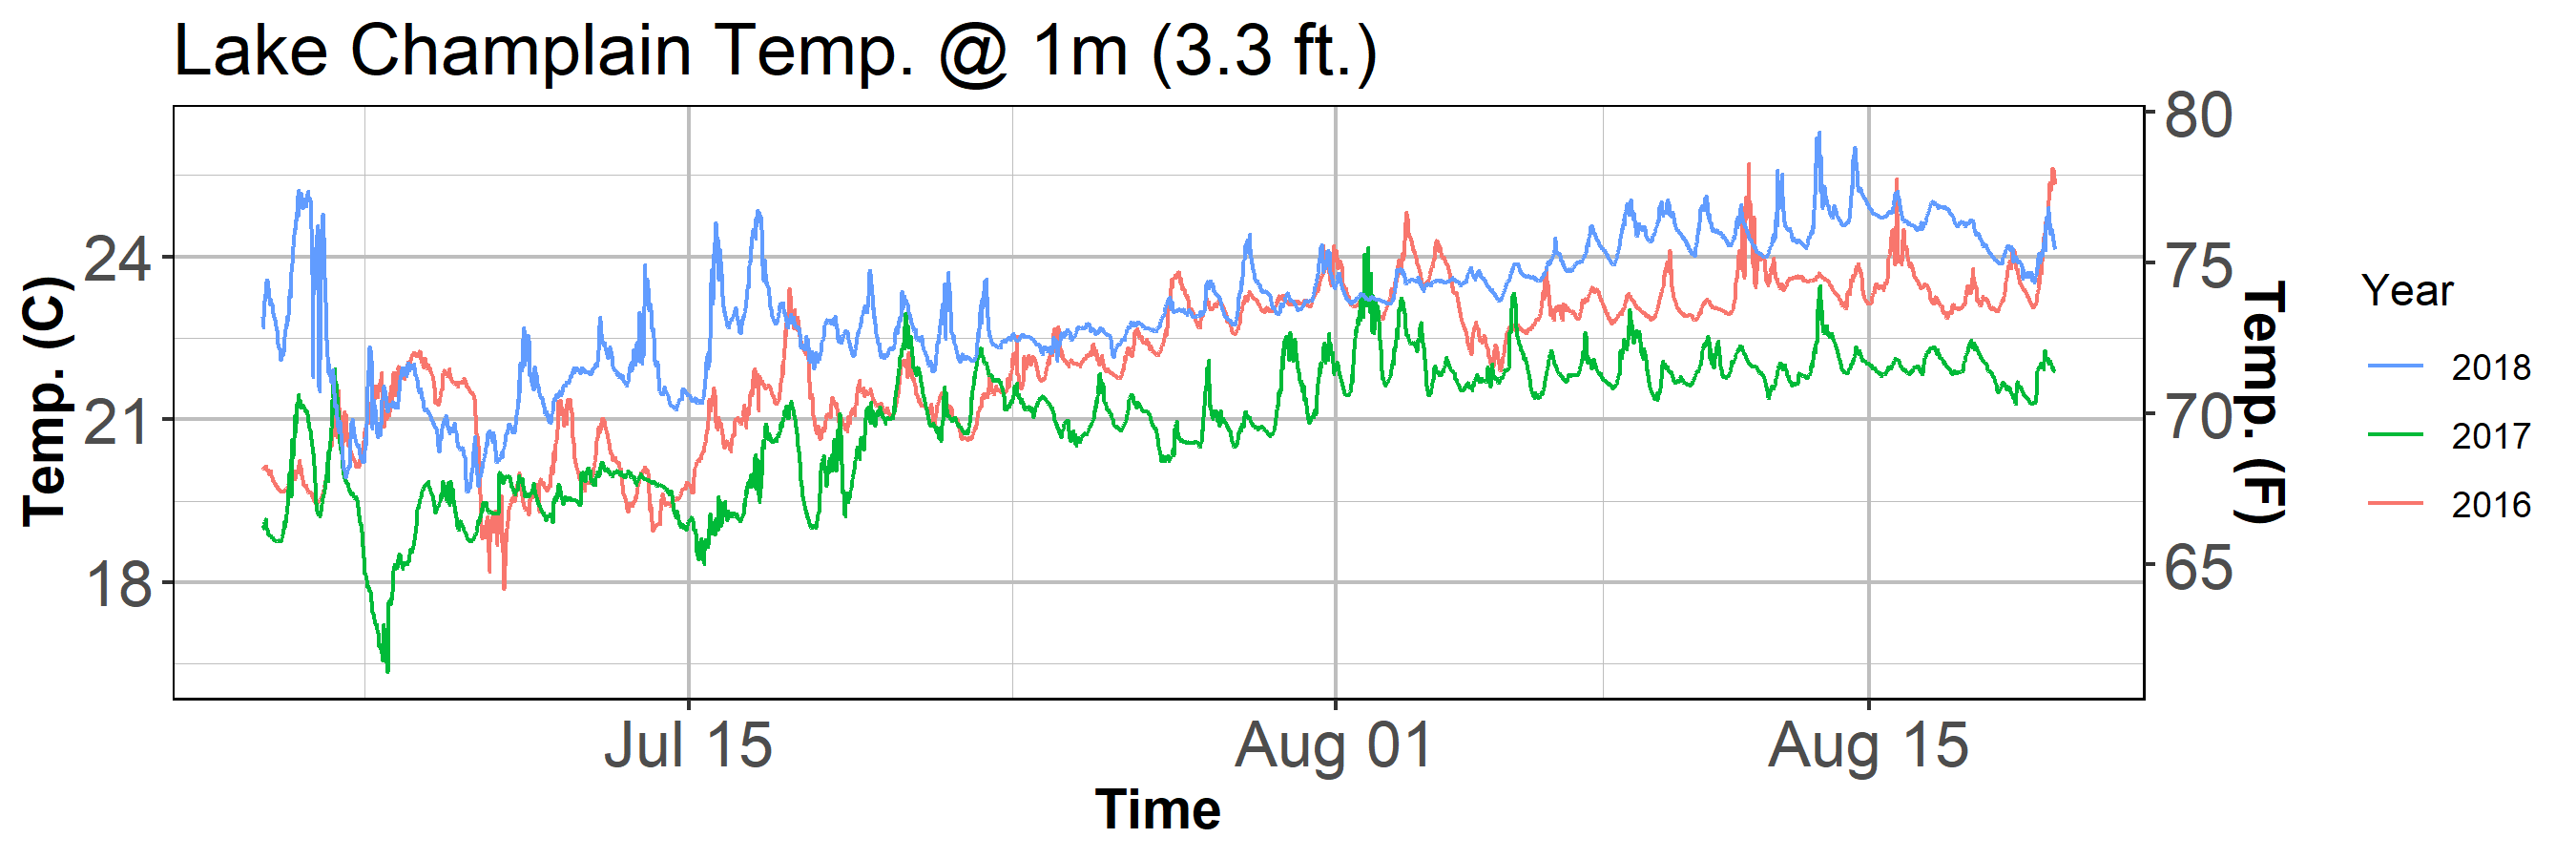 Lake Champlain Temp. @ 1m (3.3 ft.)
Temp. (C)
24
21
18
80
75
70
65
Temp. (F)
Jul 15
Aug 01
Aug 15
Time
Year
2018
2017
2016